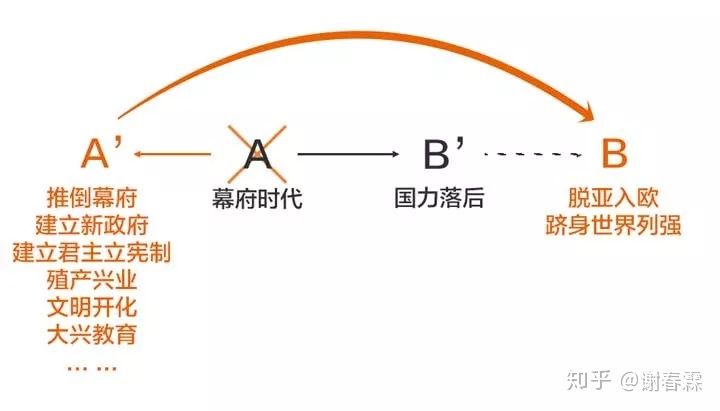 A’
A
B’
B
推倒幕府
建立新政府
建立君主立宪制
殖产兴业
文明开化
大兴教育
... ...
幕府时代
国力落后
脱亚入欧
跻身世界列强
知乎 @谢春霖